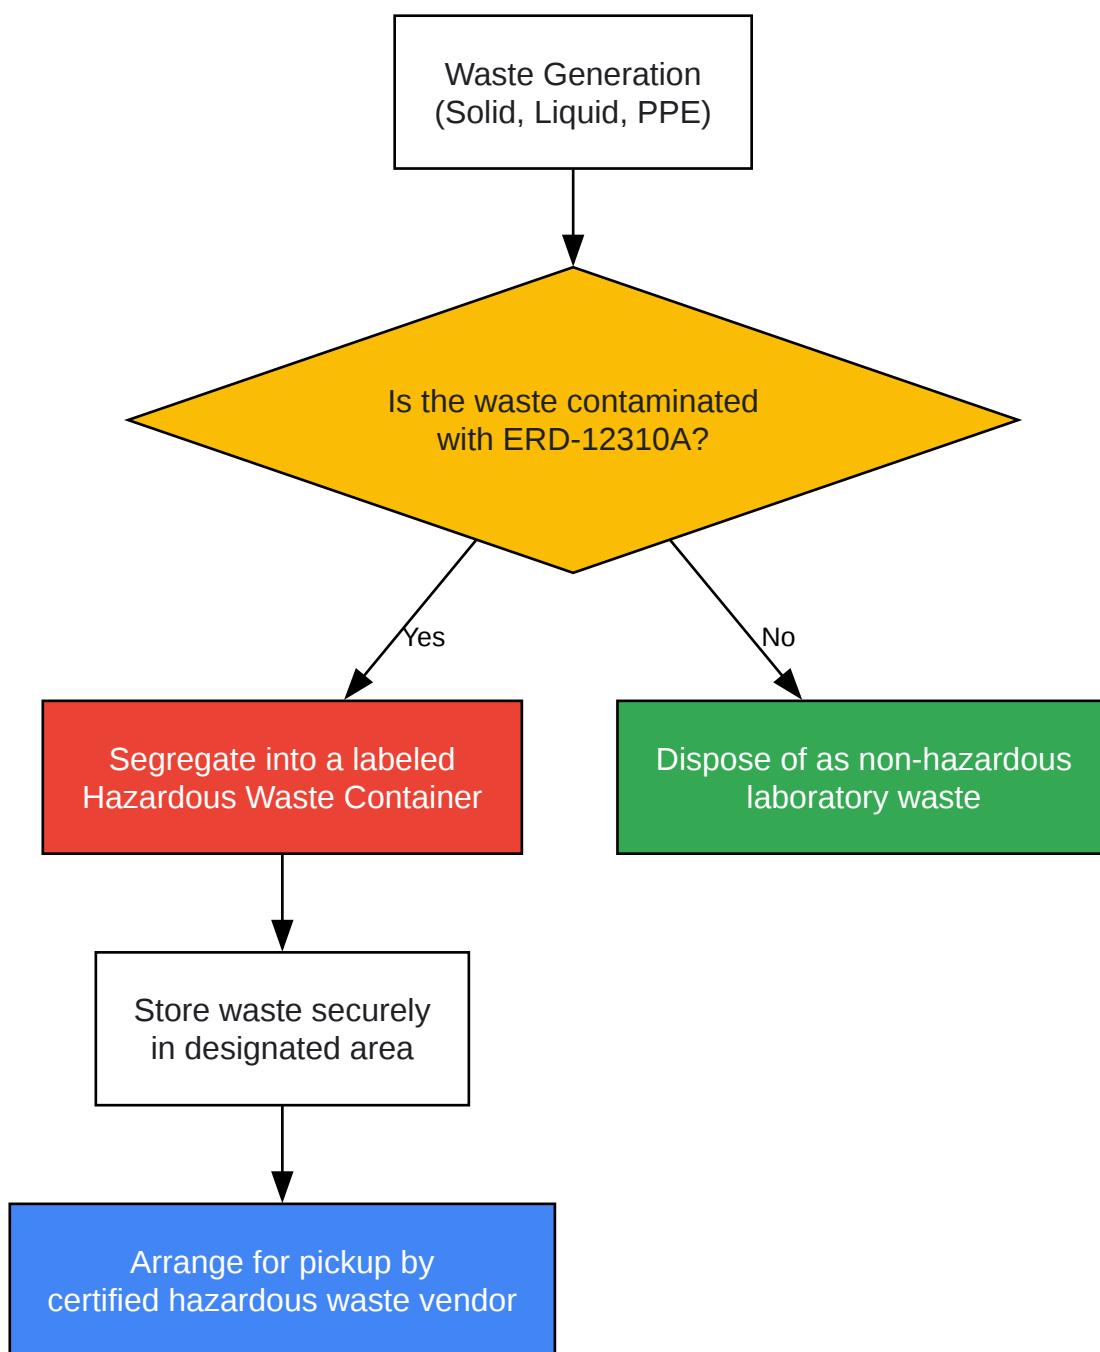 Waste Generation
(Solid, Liquid, PPE)
Is the waste contaminated
with ERD-12310A?
Yes
No
Segregate into a labeled
Hazardous Waste Container
Dispose of as non-hazardous
laboratory waste
Store waste securely
in designated area
Arrange for pickup by
certified hazardous waste vendor